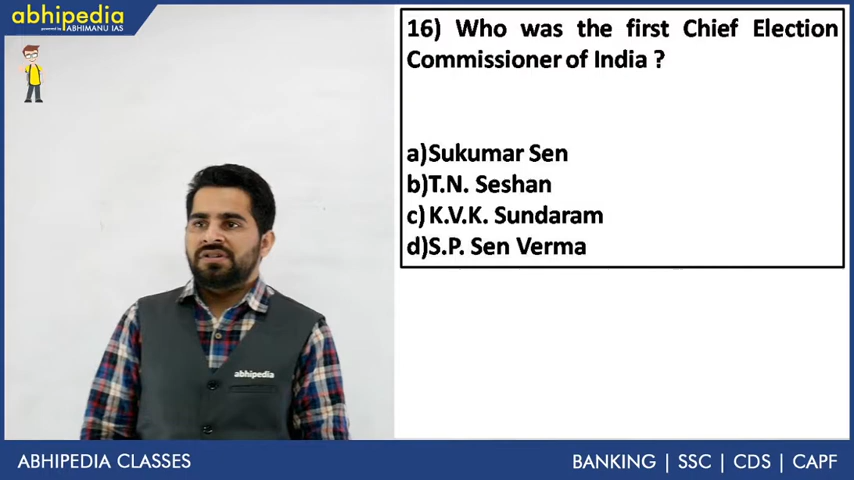 abhipedia
powered by ABHIMANU IAS
16) Who was the first Chief Election
Commissioner of India ?
a)Sukumar Sen
b)T.N. Seshan
c) K.V.K. Sundaram
d)S.P. Sen Verma
abhipedia
ABHIPEDIA CLASSES
BANKING | SSC | CDS | CAPF